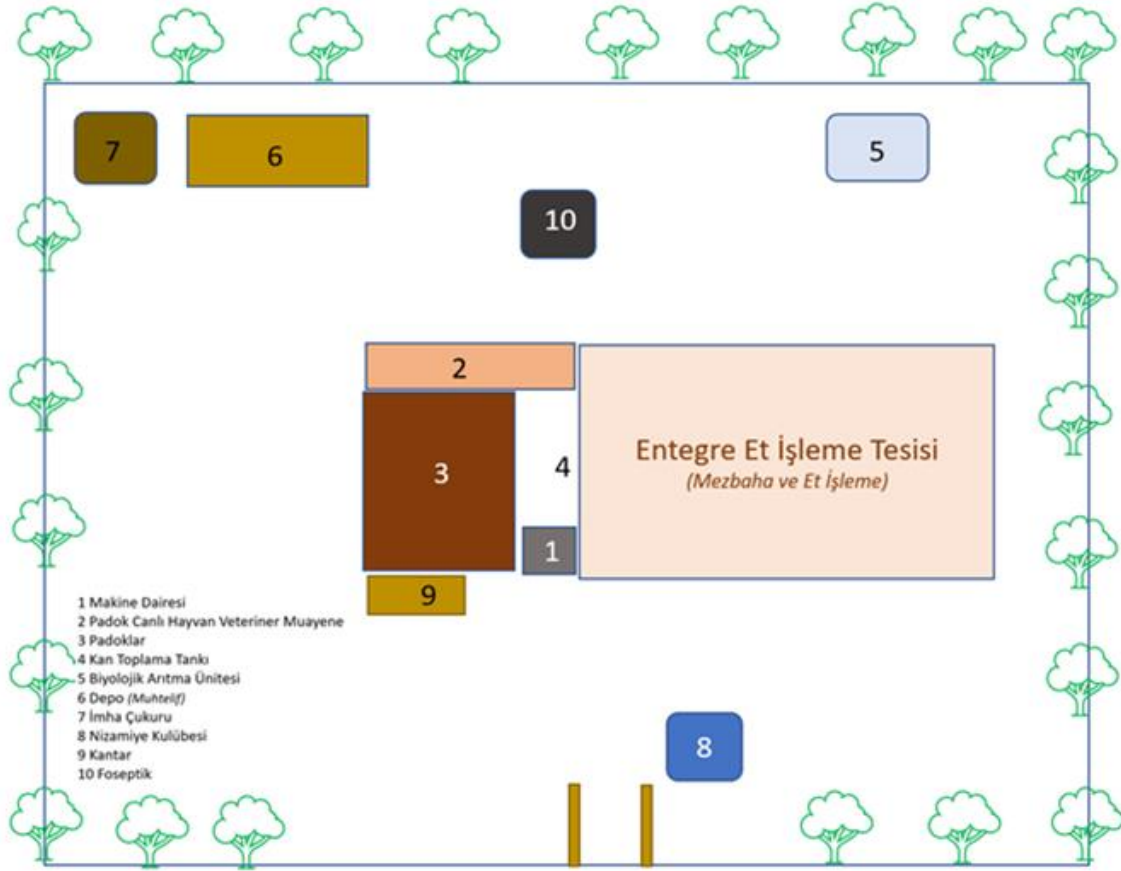 7
6
5
10
2
Entegre Et İşleme Tesisi
(Mezbaha ve Et İşleme)
3
4
1
9
1 Makine Dairesi
2 Padok Canlı Hayvan Veteriner Muayene
3 Padoklar
4 Kan Toplama Tankı
5 Biyolojik Arıtma Ünitesi
6 Depo (Muhtelif)
7 İmha Çukuru
8 Nizamiye Kulübesi
9 Kantar
10 Foseptik
8